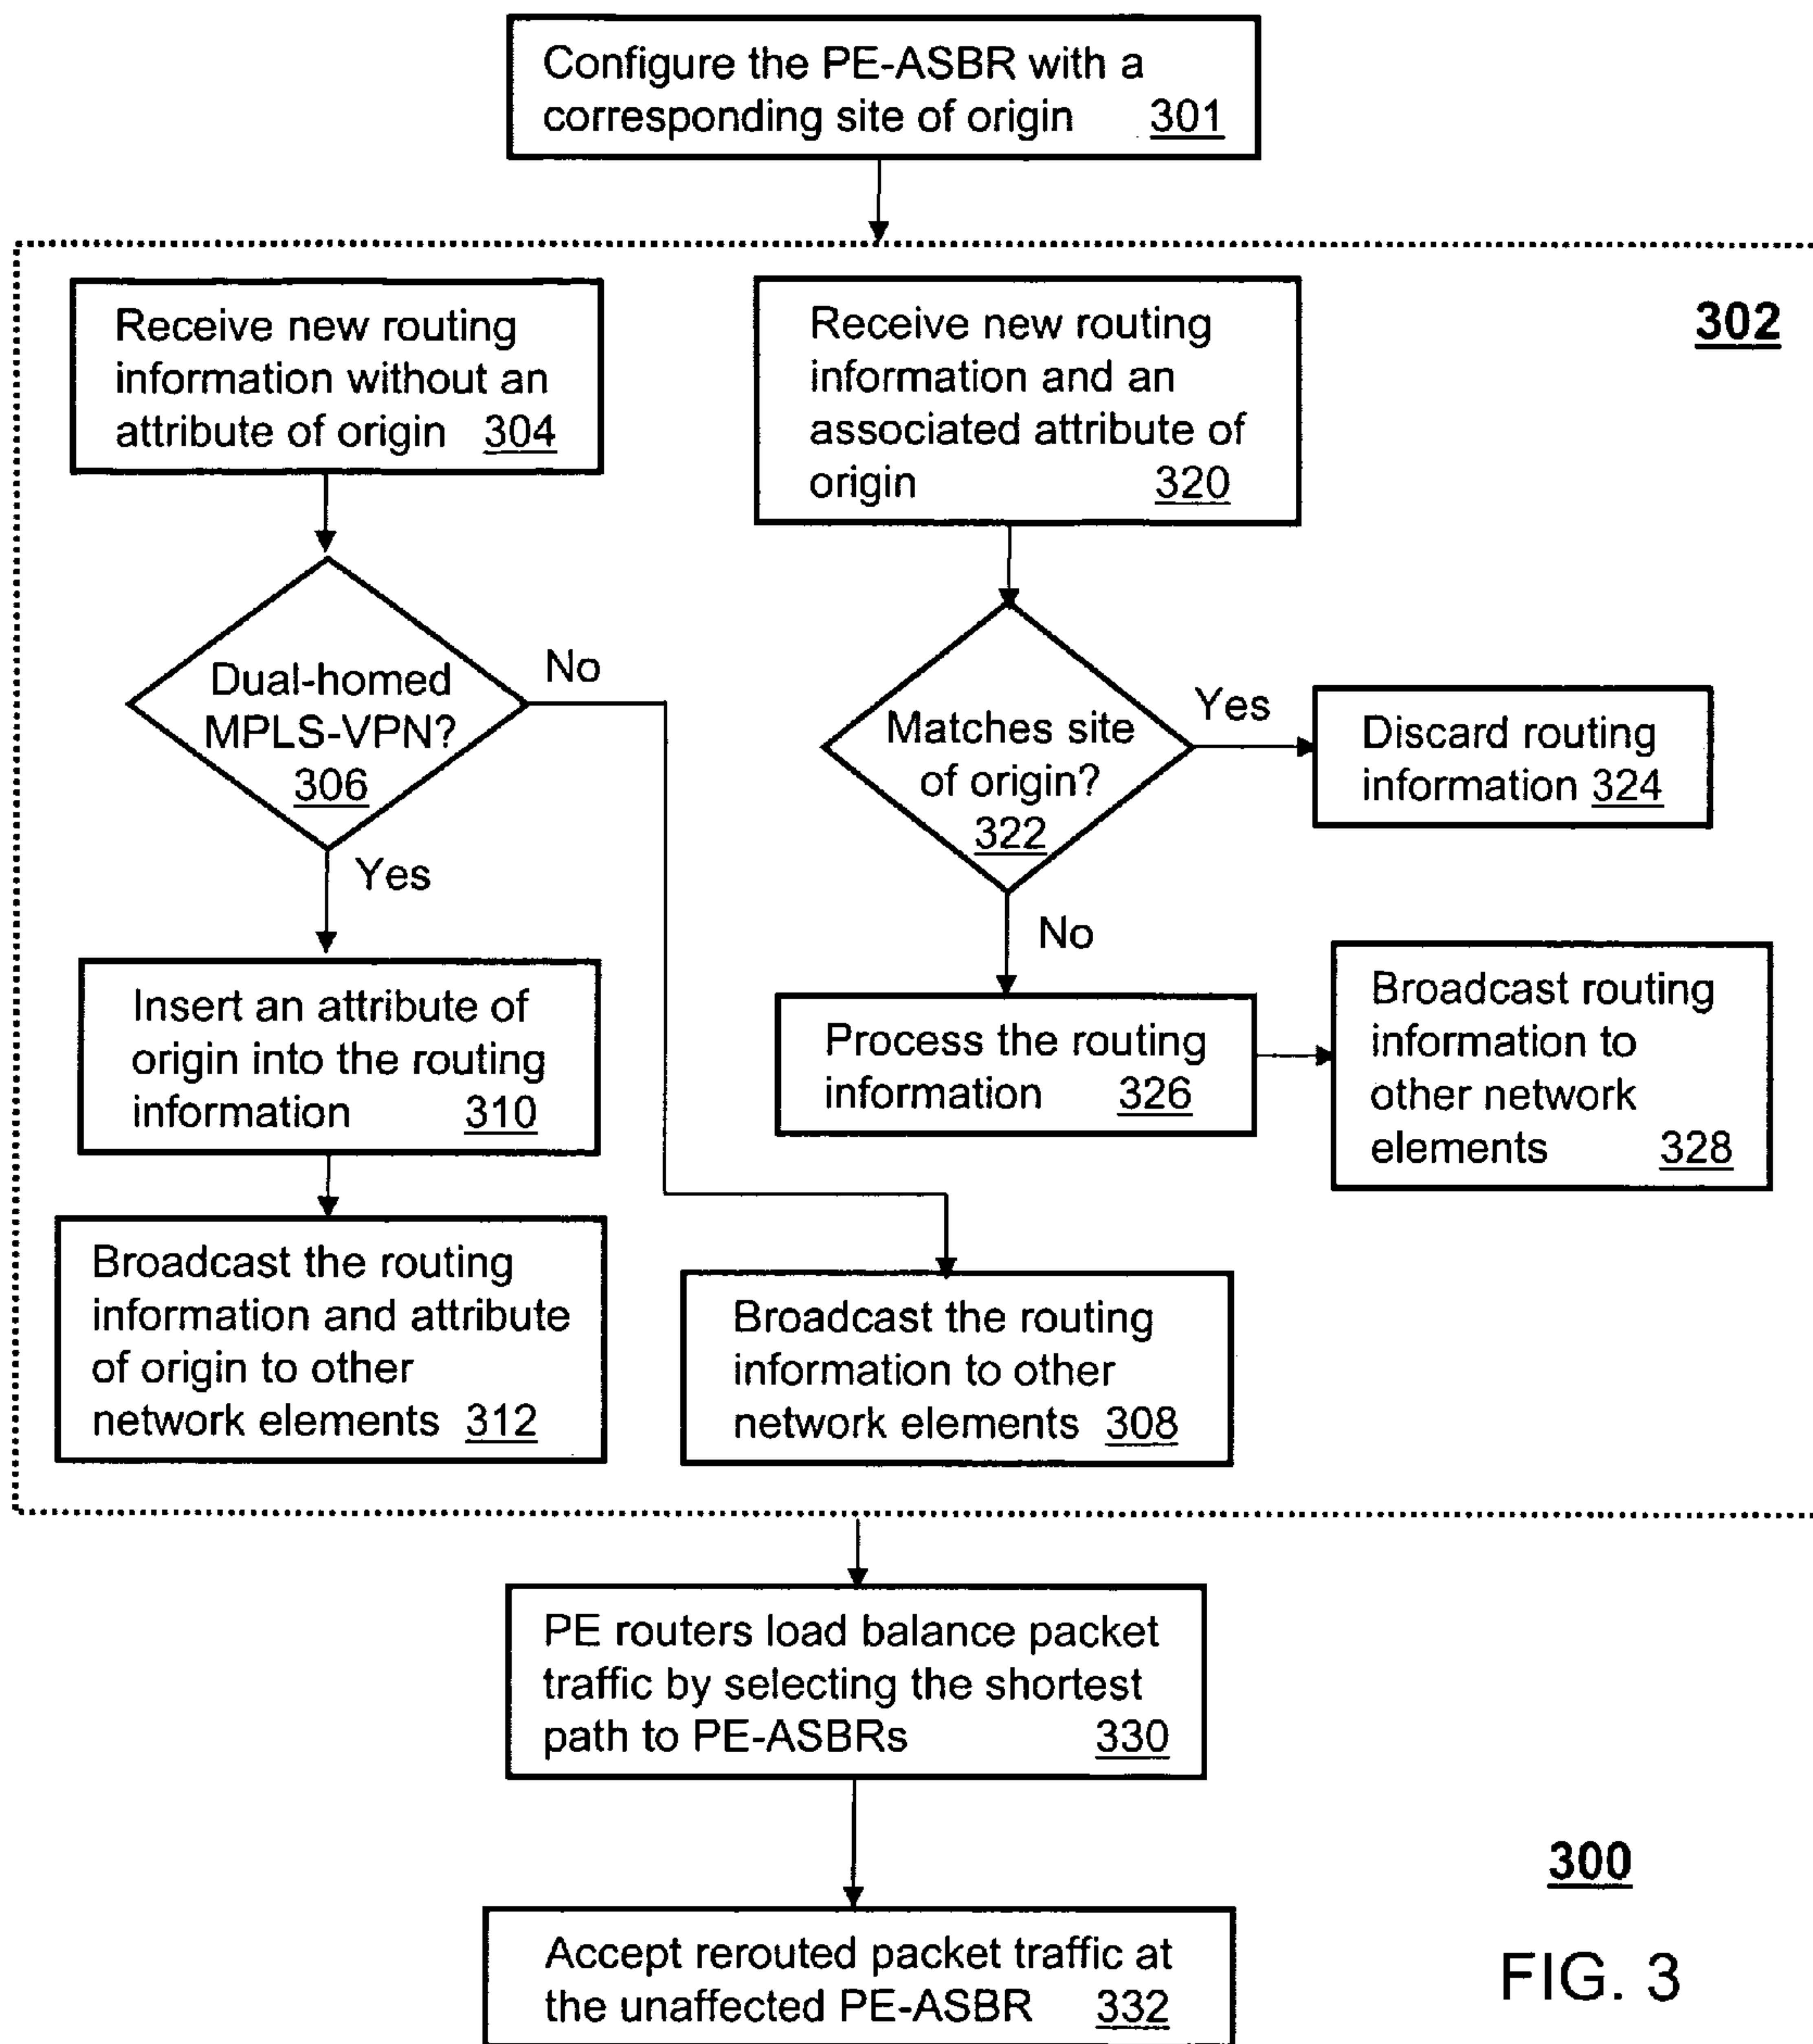 Configure the PE-ASBR with a
corresponding site of origin 301
302
Receive new routing
information without an
attribute of origin 304
Receive new routing
information and an
associated attribute of
origin 320
Dual-homed
MPLS-VPN?
306
No
Yes
Matches site
of origin?
322
Yes
No
Discard routing
information 324
Insert an attribute of
origin into the routing
information 310
Process the routing
information 326
Broadcast routing
information to
other network
elements 328
Broadcast the routing
information and attribute
of origin to other
network elements 312
Broadcast the routing
information to other
network elements 308
PE routers load balance packet
traffic by selecting the shortest
path to PE-ASBRs 330
Accept rerouted packet traffic at
the unaffected PE-ASBR 332
300
FIG. 3